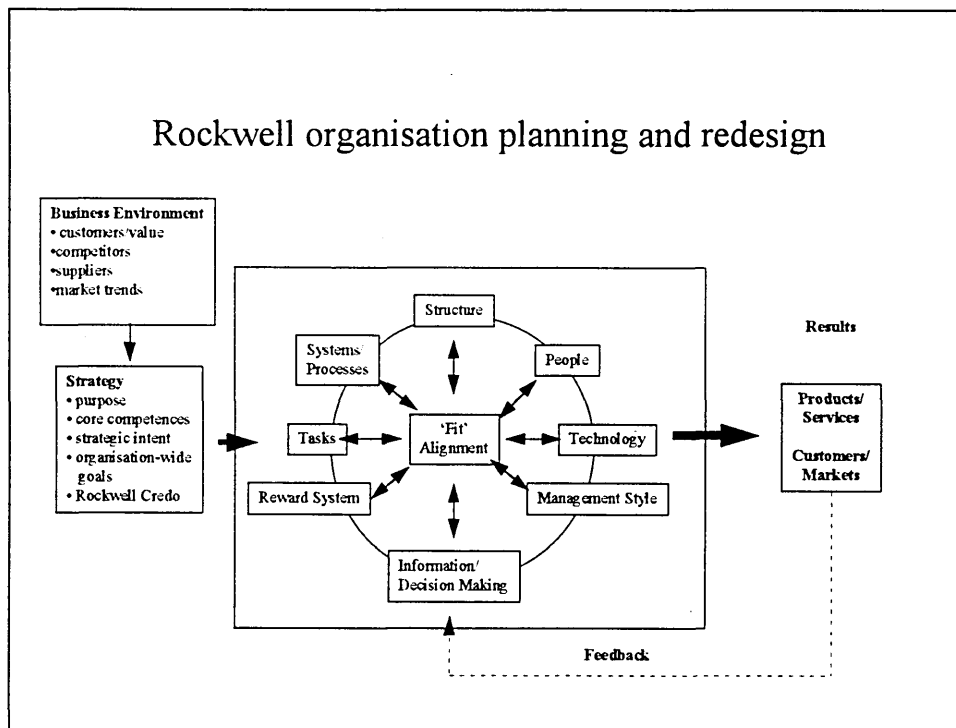 Rockwell organisation planning and redesign
Business Environment
• customers/value
•competitors
•suppliers
•market trends
Strategy
• purpose
• core competences
• strategic intent
• organisation-wide
goals
• Rockwell Credo
Structure
Systems/
Processes
People
Tasks
'Fit'
Alignment
Technology
Reward System
Management Style
Information/
Decision Making
Results
Products/
Services
Customers/
Markets
Feedback